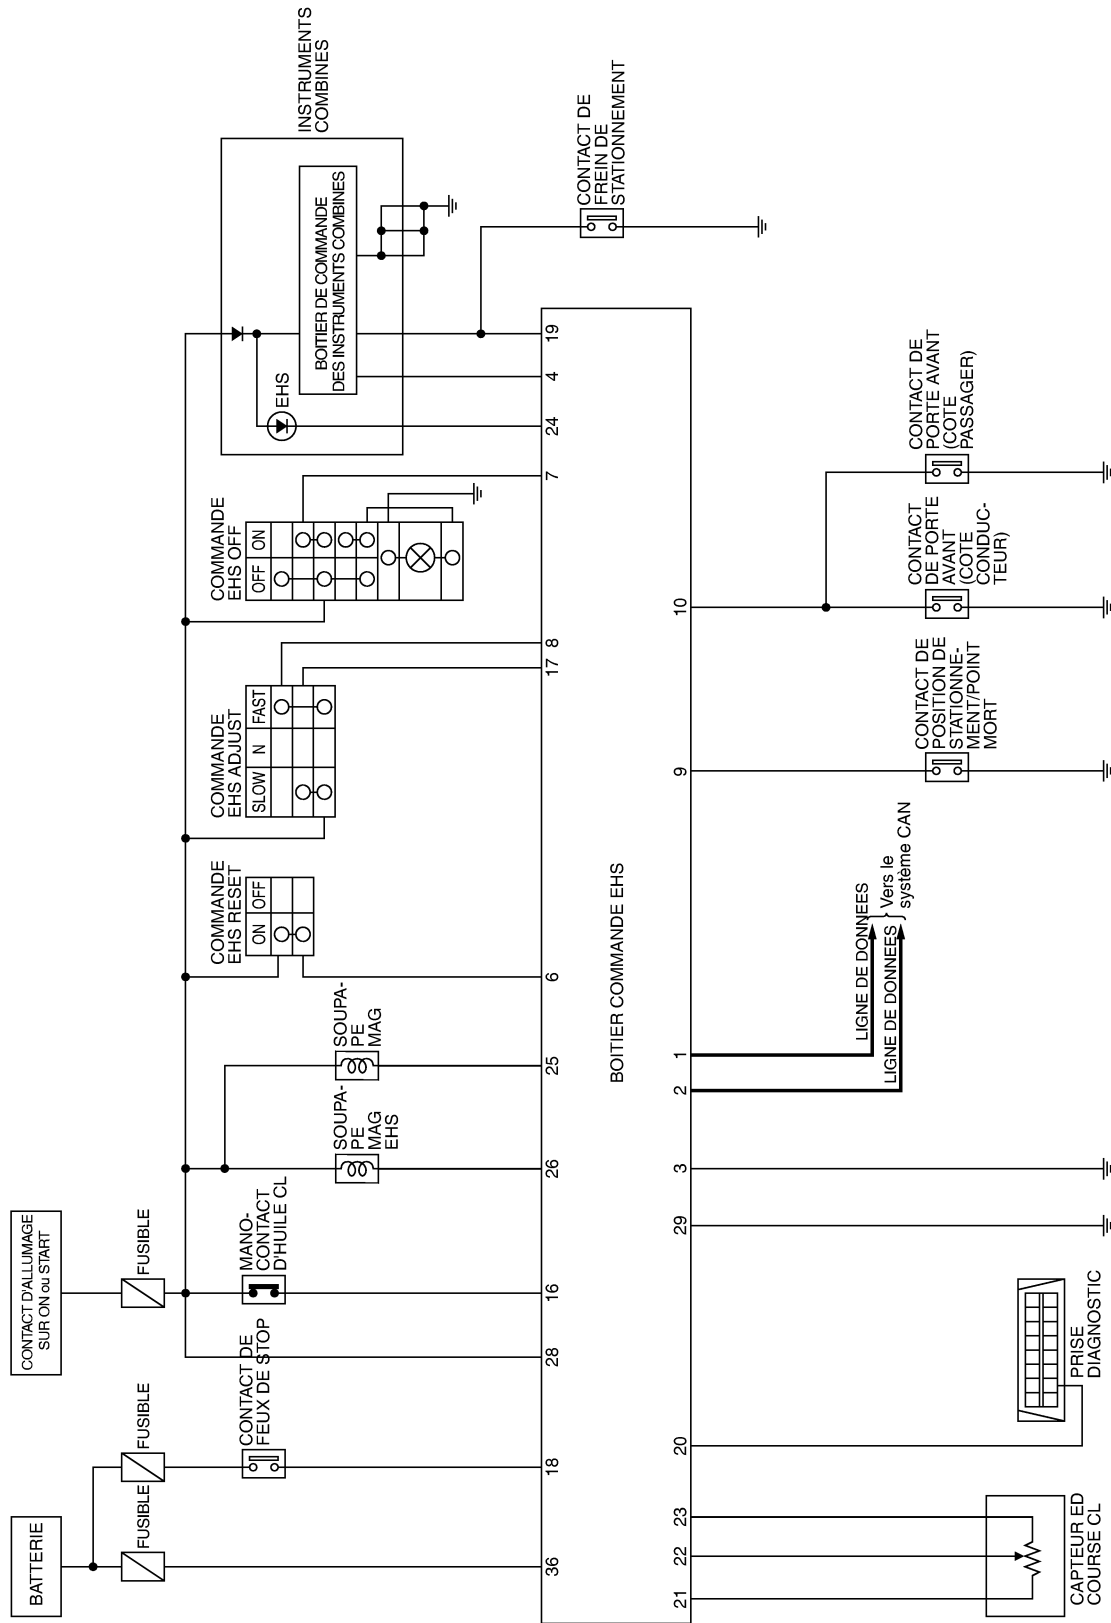 BATTERIE
CONTACT D'ALLUMAGE
SUR ON ou START
FUSIBLE
FUSIBLE
FUSIBLE
CONTACT DE
FEUX DE STOP
MANO-
CONTACT
D'HUILE CL
SOUPA-
PE
MAG
EHS
SOUPA-
PE
MAG
COMMANDE
EHS RESET
ON OFF
COMMANDE
EHS ADJUST
SLOW N FAST
COMMANDE
EHS OFF
OFF ON
INSTRUMENTS
COMBINES
EHS
BOITIER DE COMMANDE
DES INSTRUMENTS COMBINES
CONTACT DE
FREIN DE
STATIONNEMENT
36 18 28 16 26 25 6 17 8 7 24 4 19
BOITIER COMMANDE EHS
21 22 23 20 29 3 2 1 9 10
LIGNE DE DONNEES
LIGNE DE DONNEES
Vers le
système CAN
CAPTEUR ED
COURSE CL
PRISE
DIAGNOSTIC
CONTACT DE
POSITION DE
STATIONNE-
MENT/POINT
MORT
CONTACT
DE PORTE
AVANT
(COTE
CONDUC-
TEUR)
CONTACT DE
PORTE AVANT
(COTE
PASSAGER)